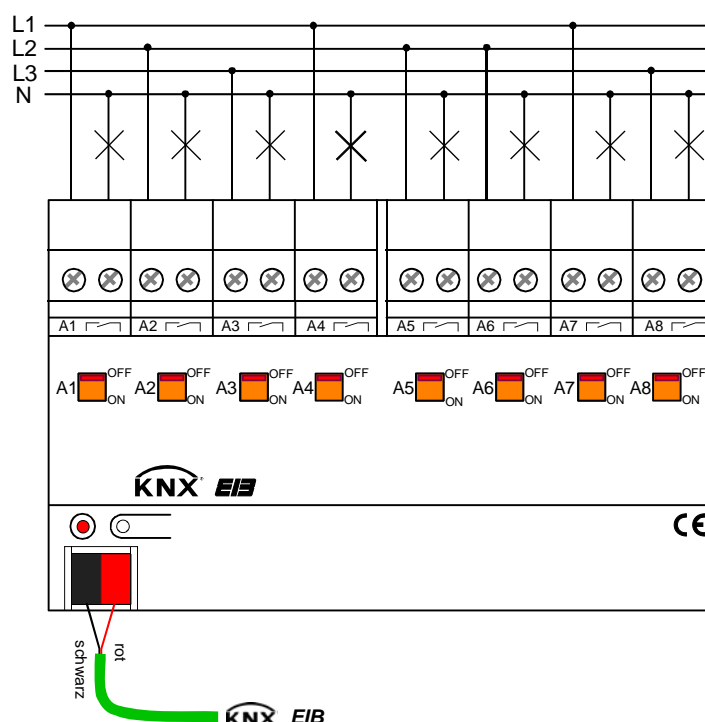 L1
L2
L3
N
A1 A2 A3 A4 A5 A6 A7 A8
OFF OFF OFF OFF OFF OFF OFF OFF
A1 A2 A3 A4 A5 A6 A7 A8
ON ON ON ON ON ON ON ON
KNX® EIB
CE
schwarz
rot
KNX EIB